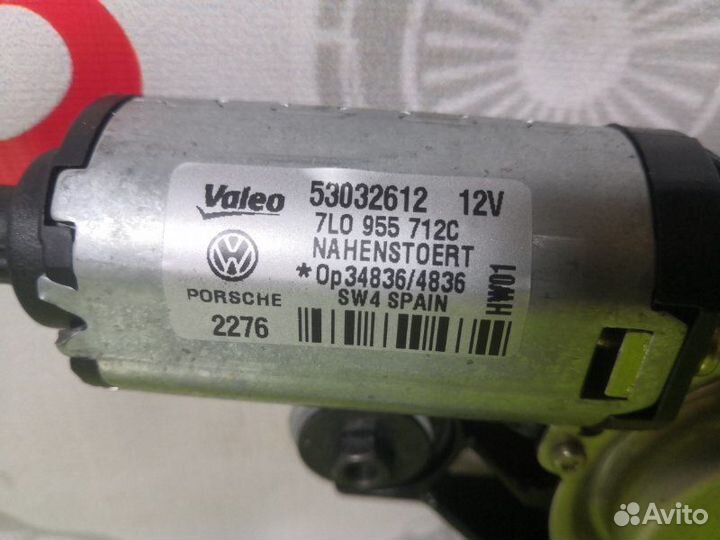 Valeo 53032612 12V
7L0 955 712C
NAHENSTOERT
*Op34836/4836
PORSCHE SW4 SPAIN
2276
HW01
Avito